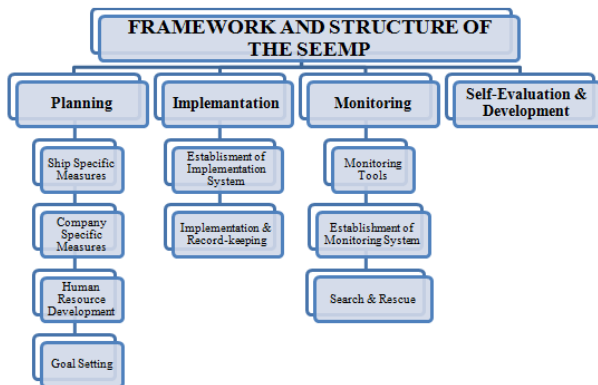 FRAMEWORK AND STRUCTURE OF
THE SEEMP
Planning
Implemantation
Monitoring
Self-Evaluation &
Development
Ship Specific
Measures
Company
Specific
Measures
Human
Resource
Development
Goal Setting
Establisment of
Implementation
System
Implementation &
Record-keeping
Monitoring
Tools
Establishment of
Monitoring System
Search & Rescue